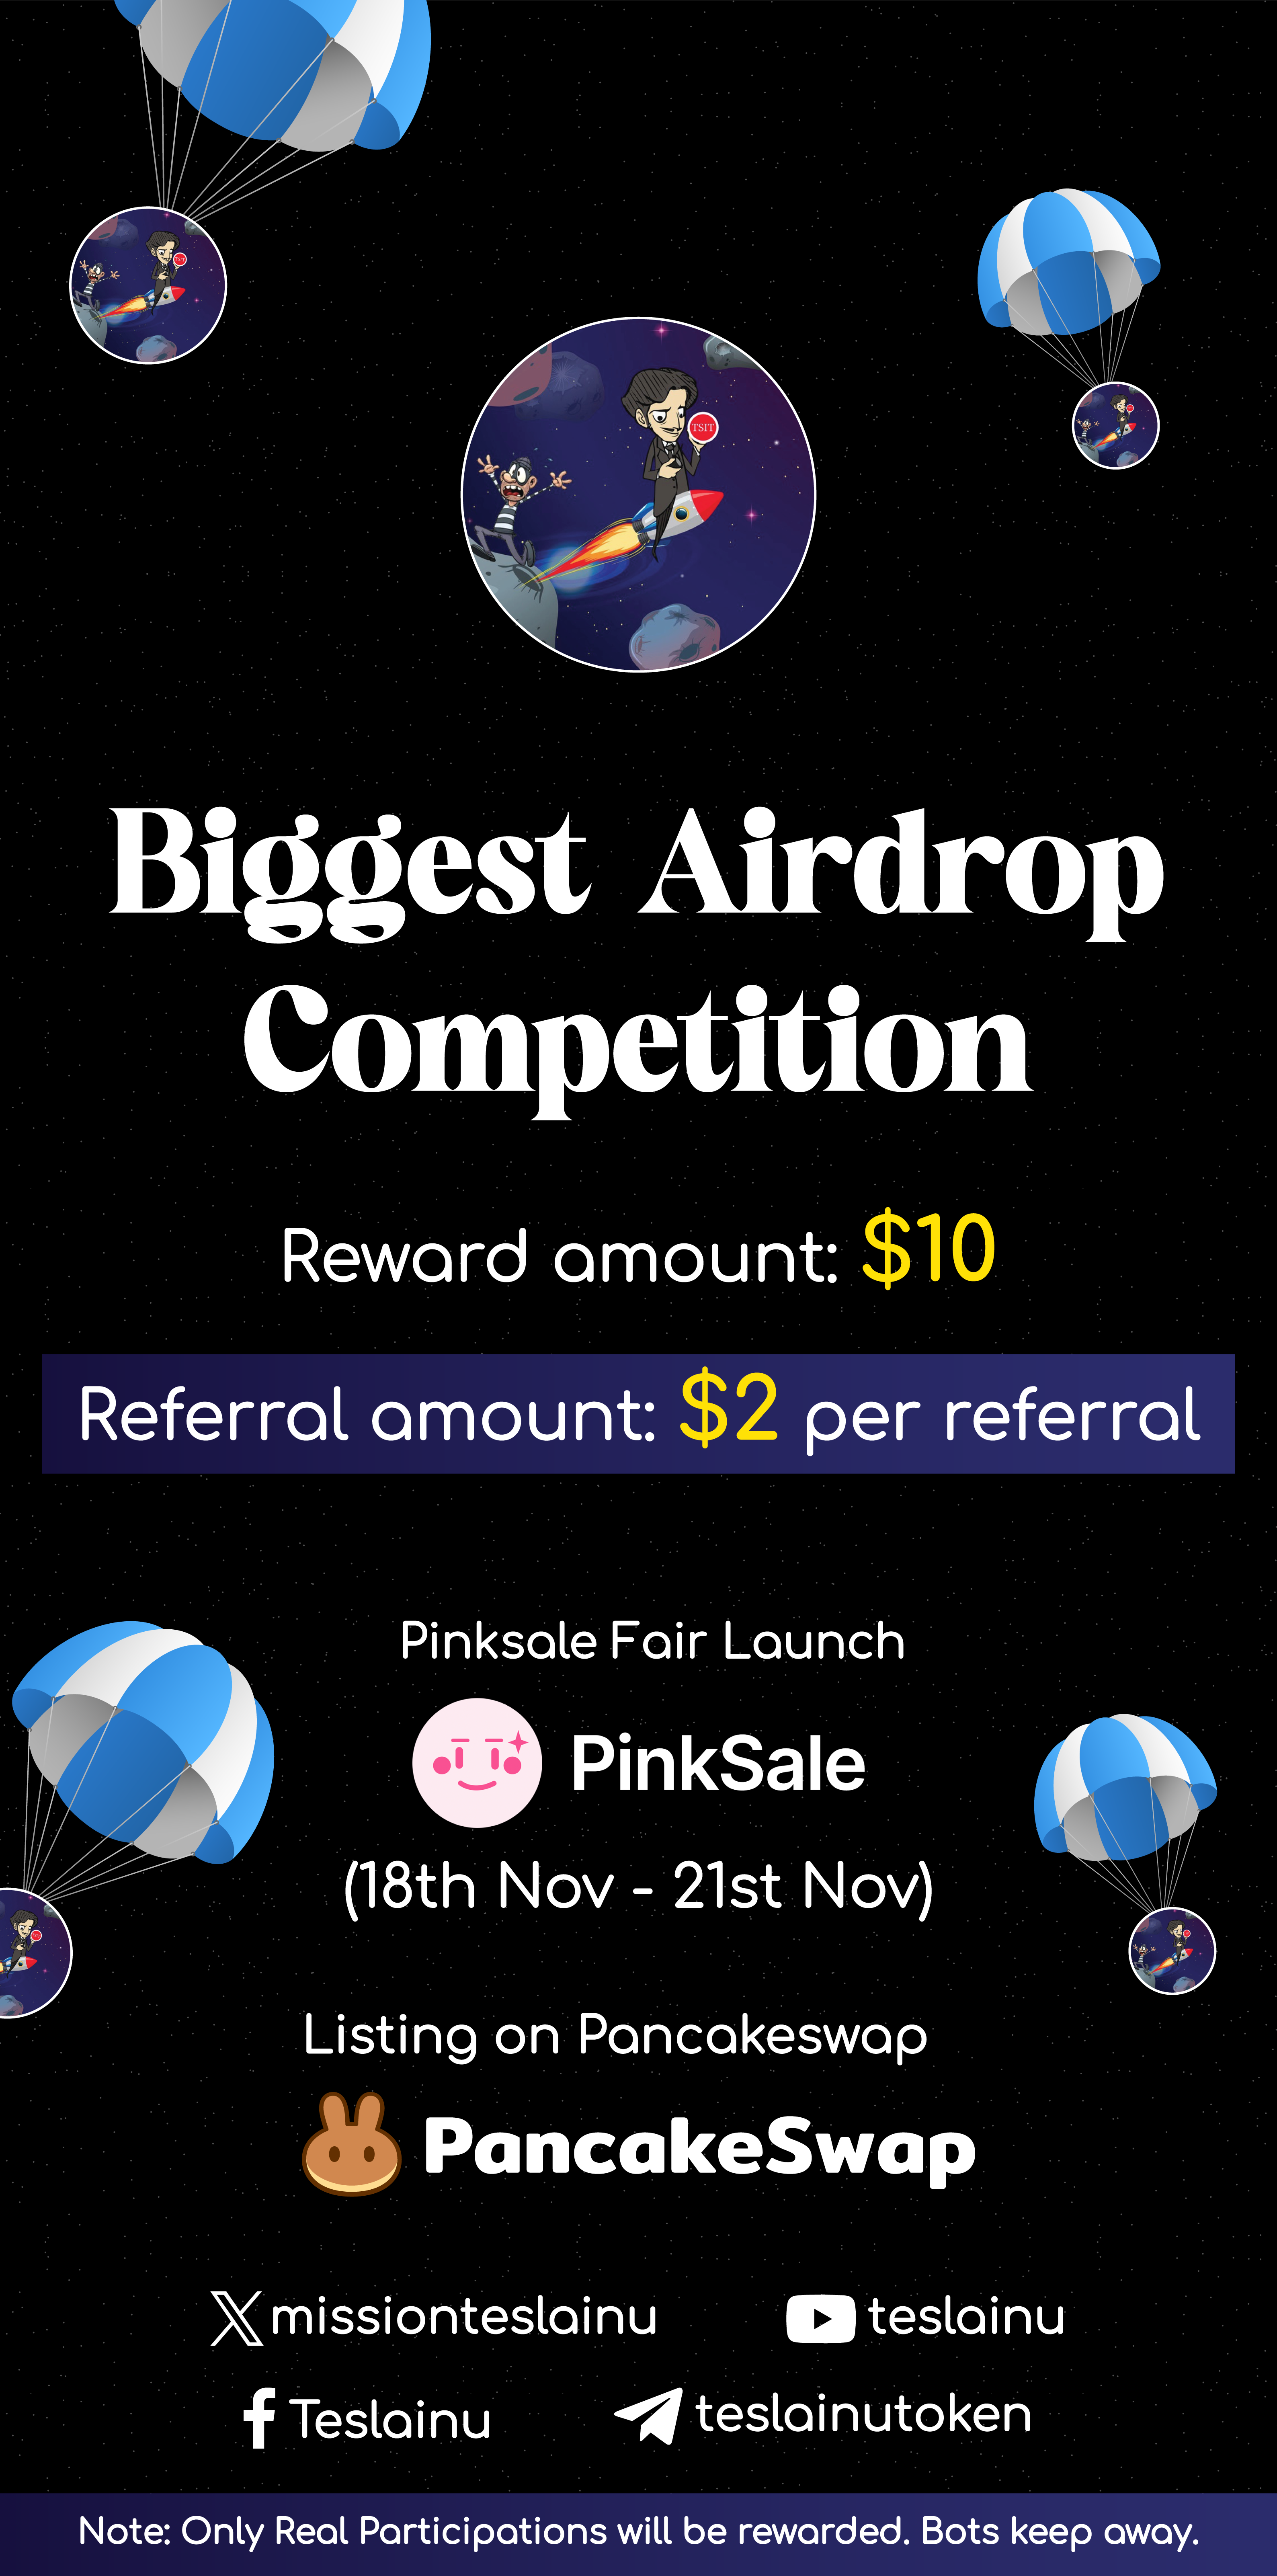 TSIT
Biggest Airdrop
Competition
Reward amount: $10
Referral amount: $2 per referral
Pinksale Fair Launch
PinkSale
(18th Nov - 21st Nov)
Listing on Pancakeswap
PancakeSwap
missionteslainu
teslainu
Teslainu
teslainutoken
Note: Only Real Participations will be rewarded. Bots keep away.